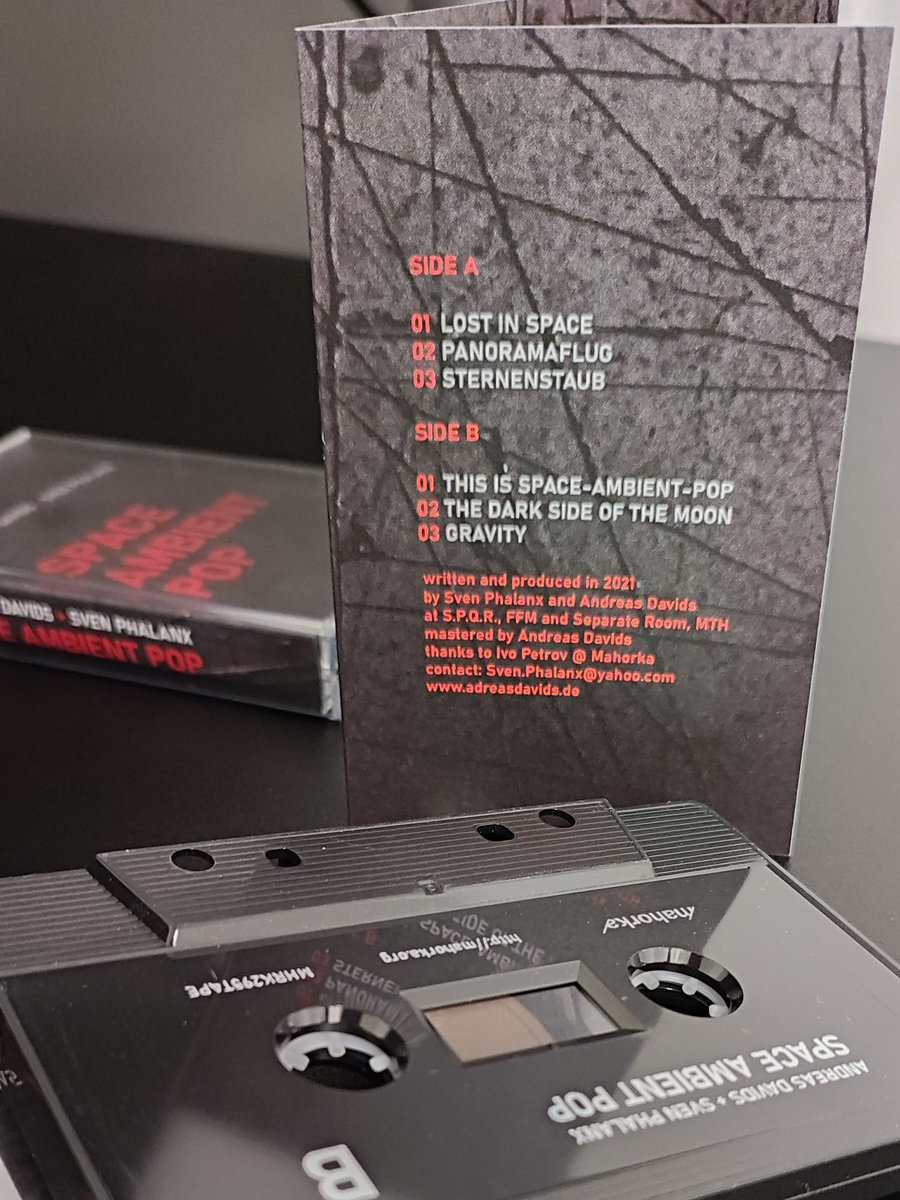 SIDE A
01 LOST IN SPACE
02 PANORAMAFLUG
03 STERNENSTAUB
SIDE B
01 THIS IS SPACE-AMBIENT-POP
02 THE DARK SIDE OF THE MOON
03 GRAVITY
written and produced in 2021
by Sven Phalanx and Andreas Davids
at S.P.Q.R., FFM and Separate Room, MTH
mastered by Andreas Davids
thanks to Ivo Petrov @ Mahorka
contact: Sven.Phalanx@yahoo.com
www.adreasdavids.de
SPACE
AMBIENT
POP
DAVIDS + SVEN PHALANX
E AMBIENT POP
B
ANDREAS DAVIDS + SVEN PHALANX
SPACE AMBIENT POP
/mahorka/
http://mahorka.org
MHRK295TAPE